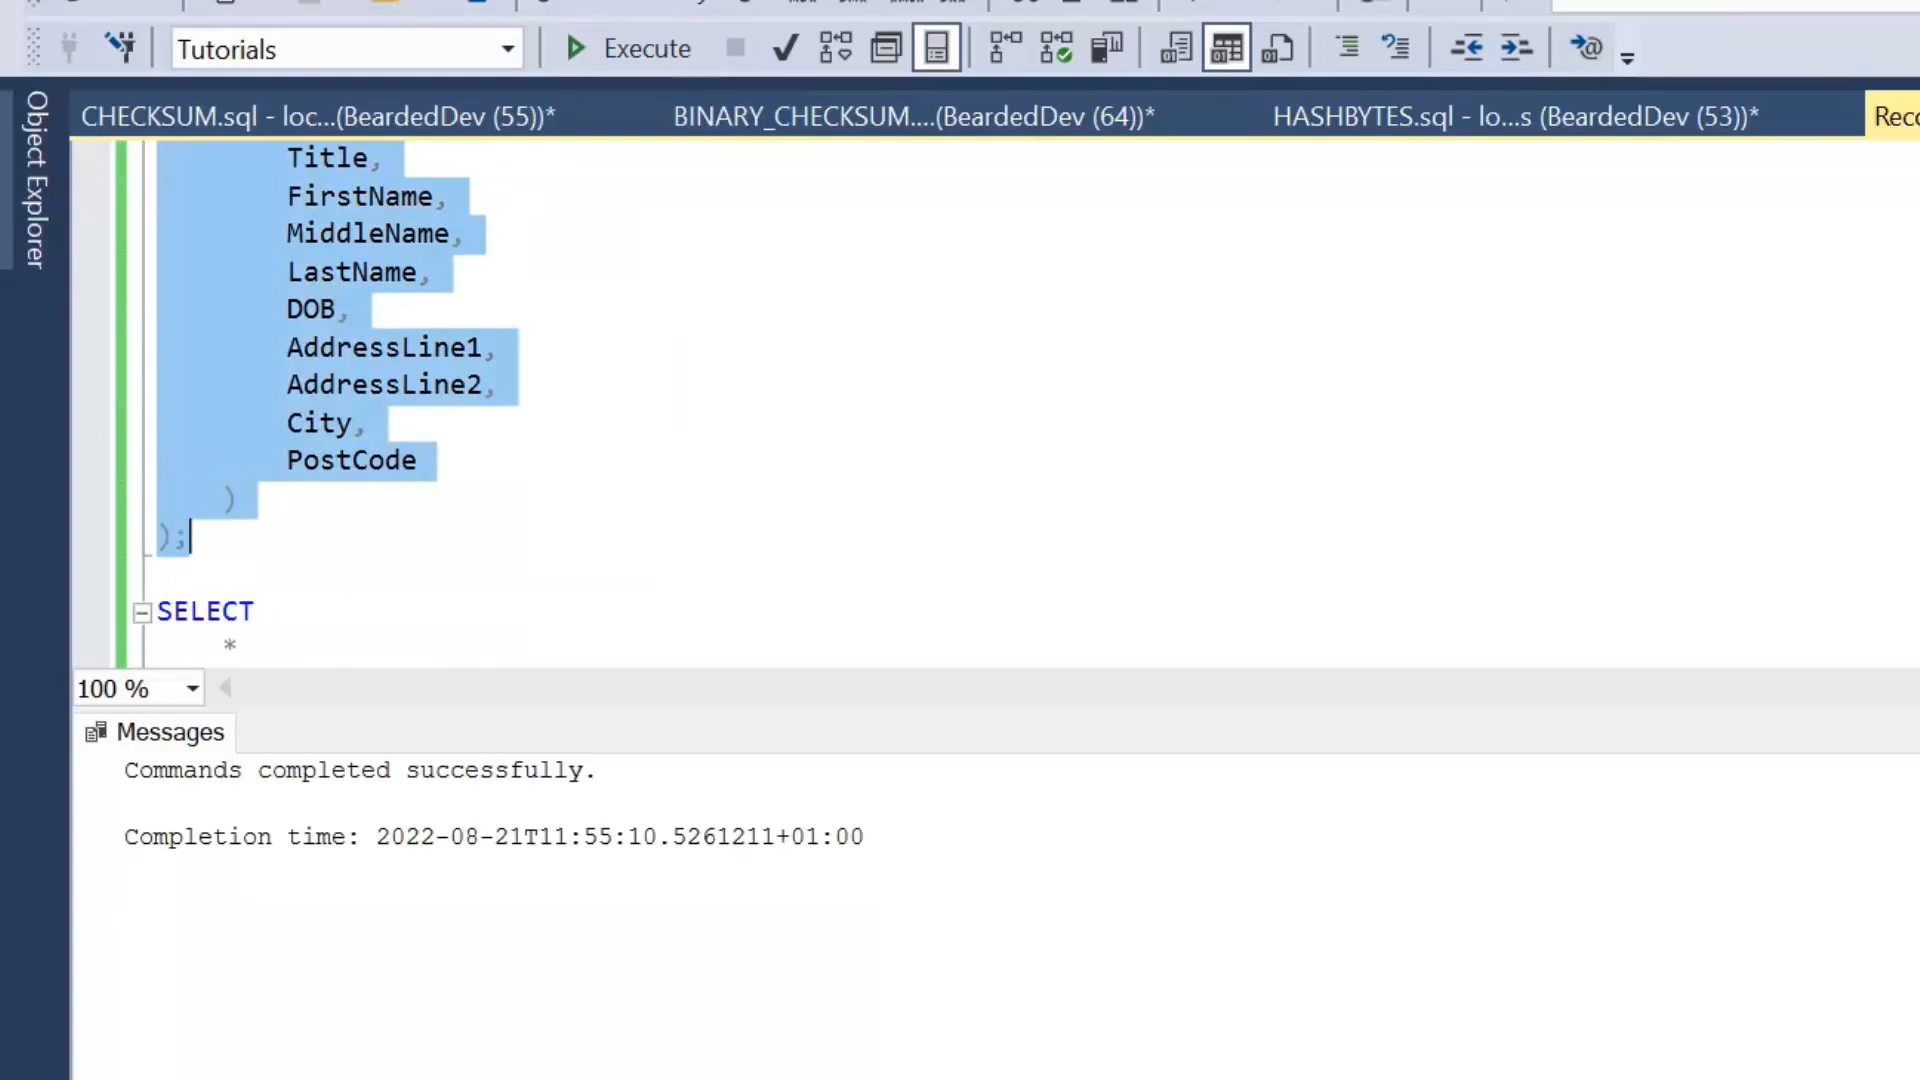 Tutorials
Execute
CHECKSUM.sql - loc...(BeardedDev (55))*
BINARY_CHECKSUM....(BeardedDev (64))*
HASHBYTES.sql - lo...s (BeardedDev (53))*
Object Explorer
Title,
FirstName,
MiddleName,
LastName,
DOB,
AddressLine1,
AddressLine2,
City,
PostCode
)
);
SELECT
*
100 %
Messages
Commands completed successfully.
Completion time: 2022-08-21T11:55:10.5261211+01:00